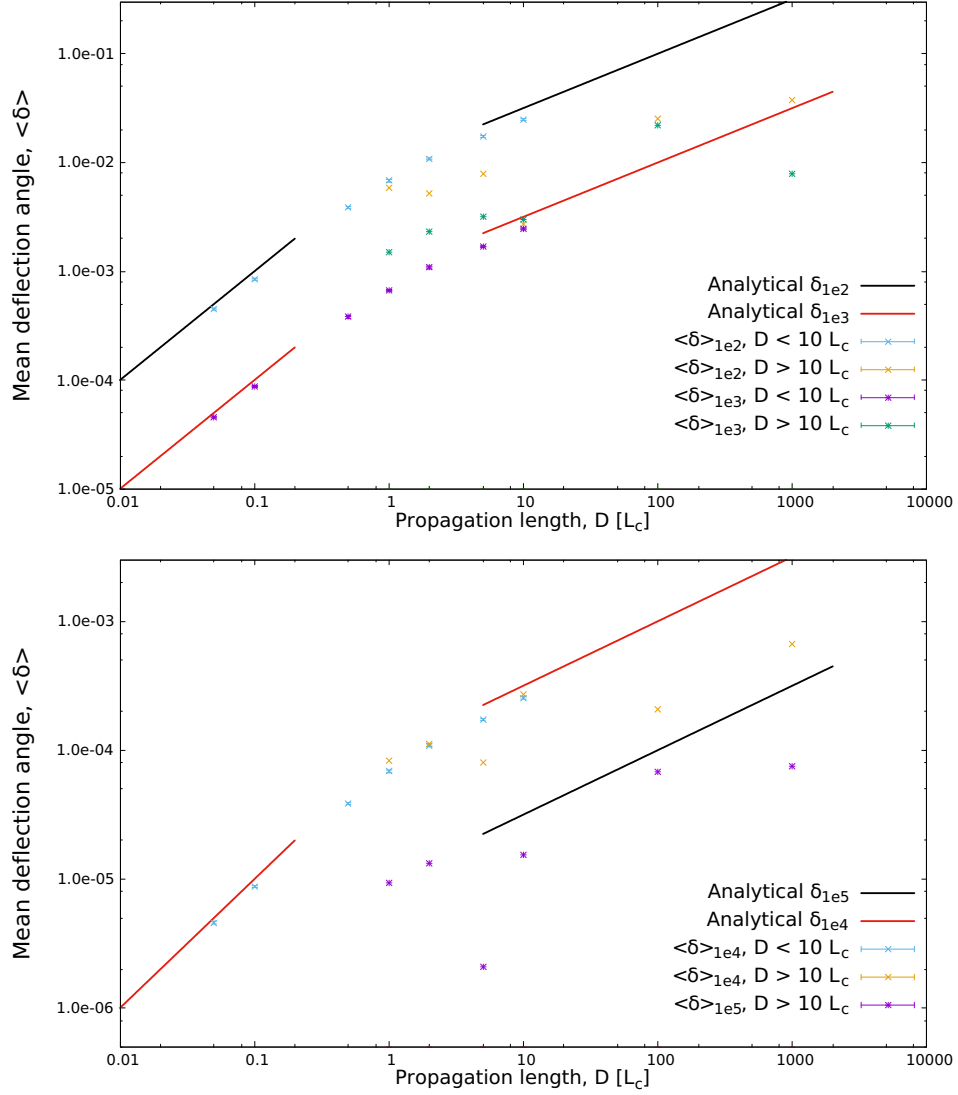 Mean deflection angle, <δ>
1.0e-01
1.0e-02
1.0e-03
1.0e-04
1.0e-05
0.01 0.1 1 10 100 1000 10000
Propagation length, D [Lc]
Analytical δ1e2
Analytical δ1e3
<δ>1e2, D < 10 Lc
<δ>1e2, D > 10 Lc
<δ>1e3, D < 10 Lc
<δ>1e3, D > 10 Lc
Mean deflection angle, <δ>
1.0e-03
1.0e-04
1.0e-05
1.0e-06
0.01 0.1 1 10 100 1000 10000
Propagation length, D [Lc]
Analytical δ1e5
Analytical δ1e4
<δ>1e4, D < 10 Lc
<δ>1e4, D > 10 Lc
<δ>1e5, D > 10 Lc